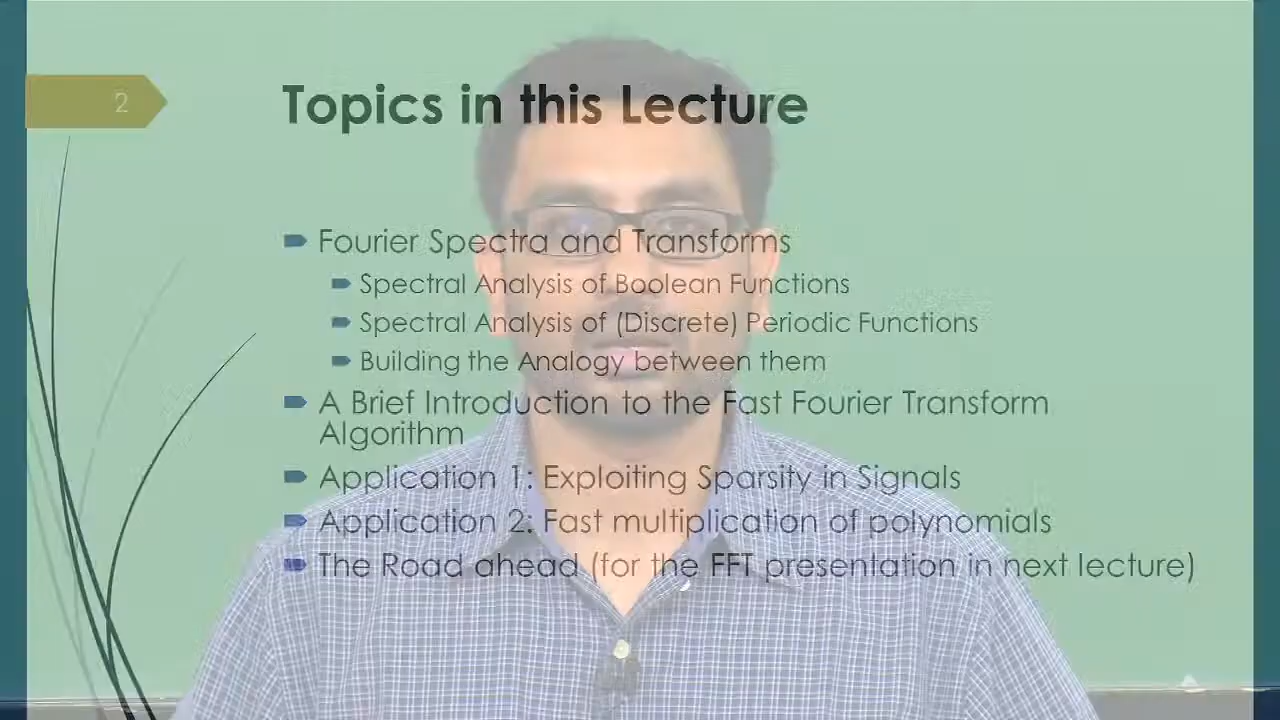 2
Topics in this Lecture
Fourier Spectra and Transforms
Spectral Analysis of Boolean Functions
Spectral Analysis of (Discrete) Periodic Functions
Building the Analogy between them
A Brief Introduction to the Fast Fourier Transform
Algorithm
Application 1: Exploiting Sparsity in Signals
Application 2: Fast multiplication of polynomials
The Road ahead (for the FFT presentation in next lecture)